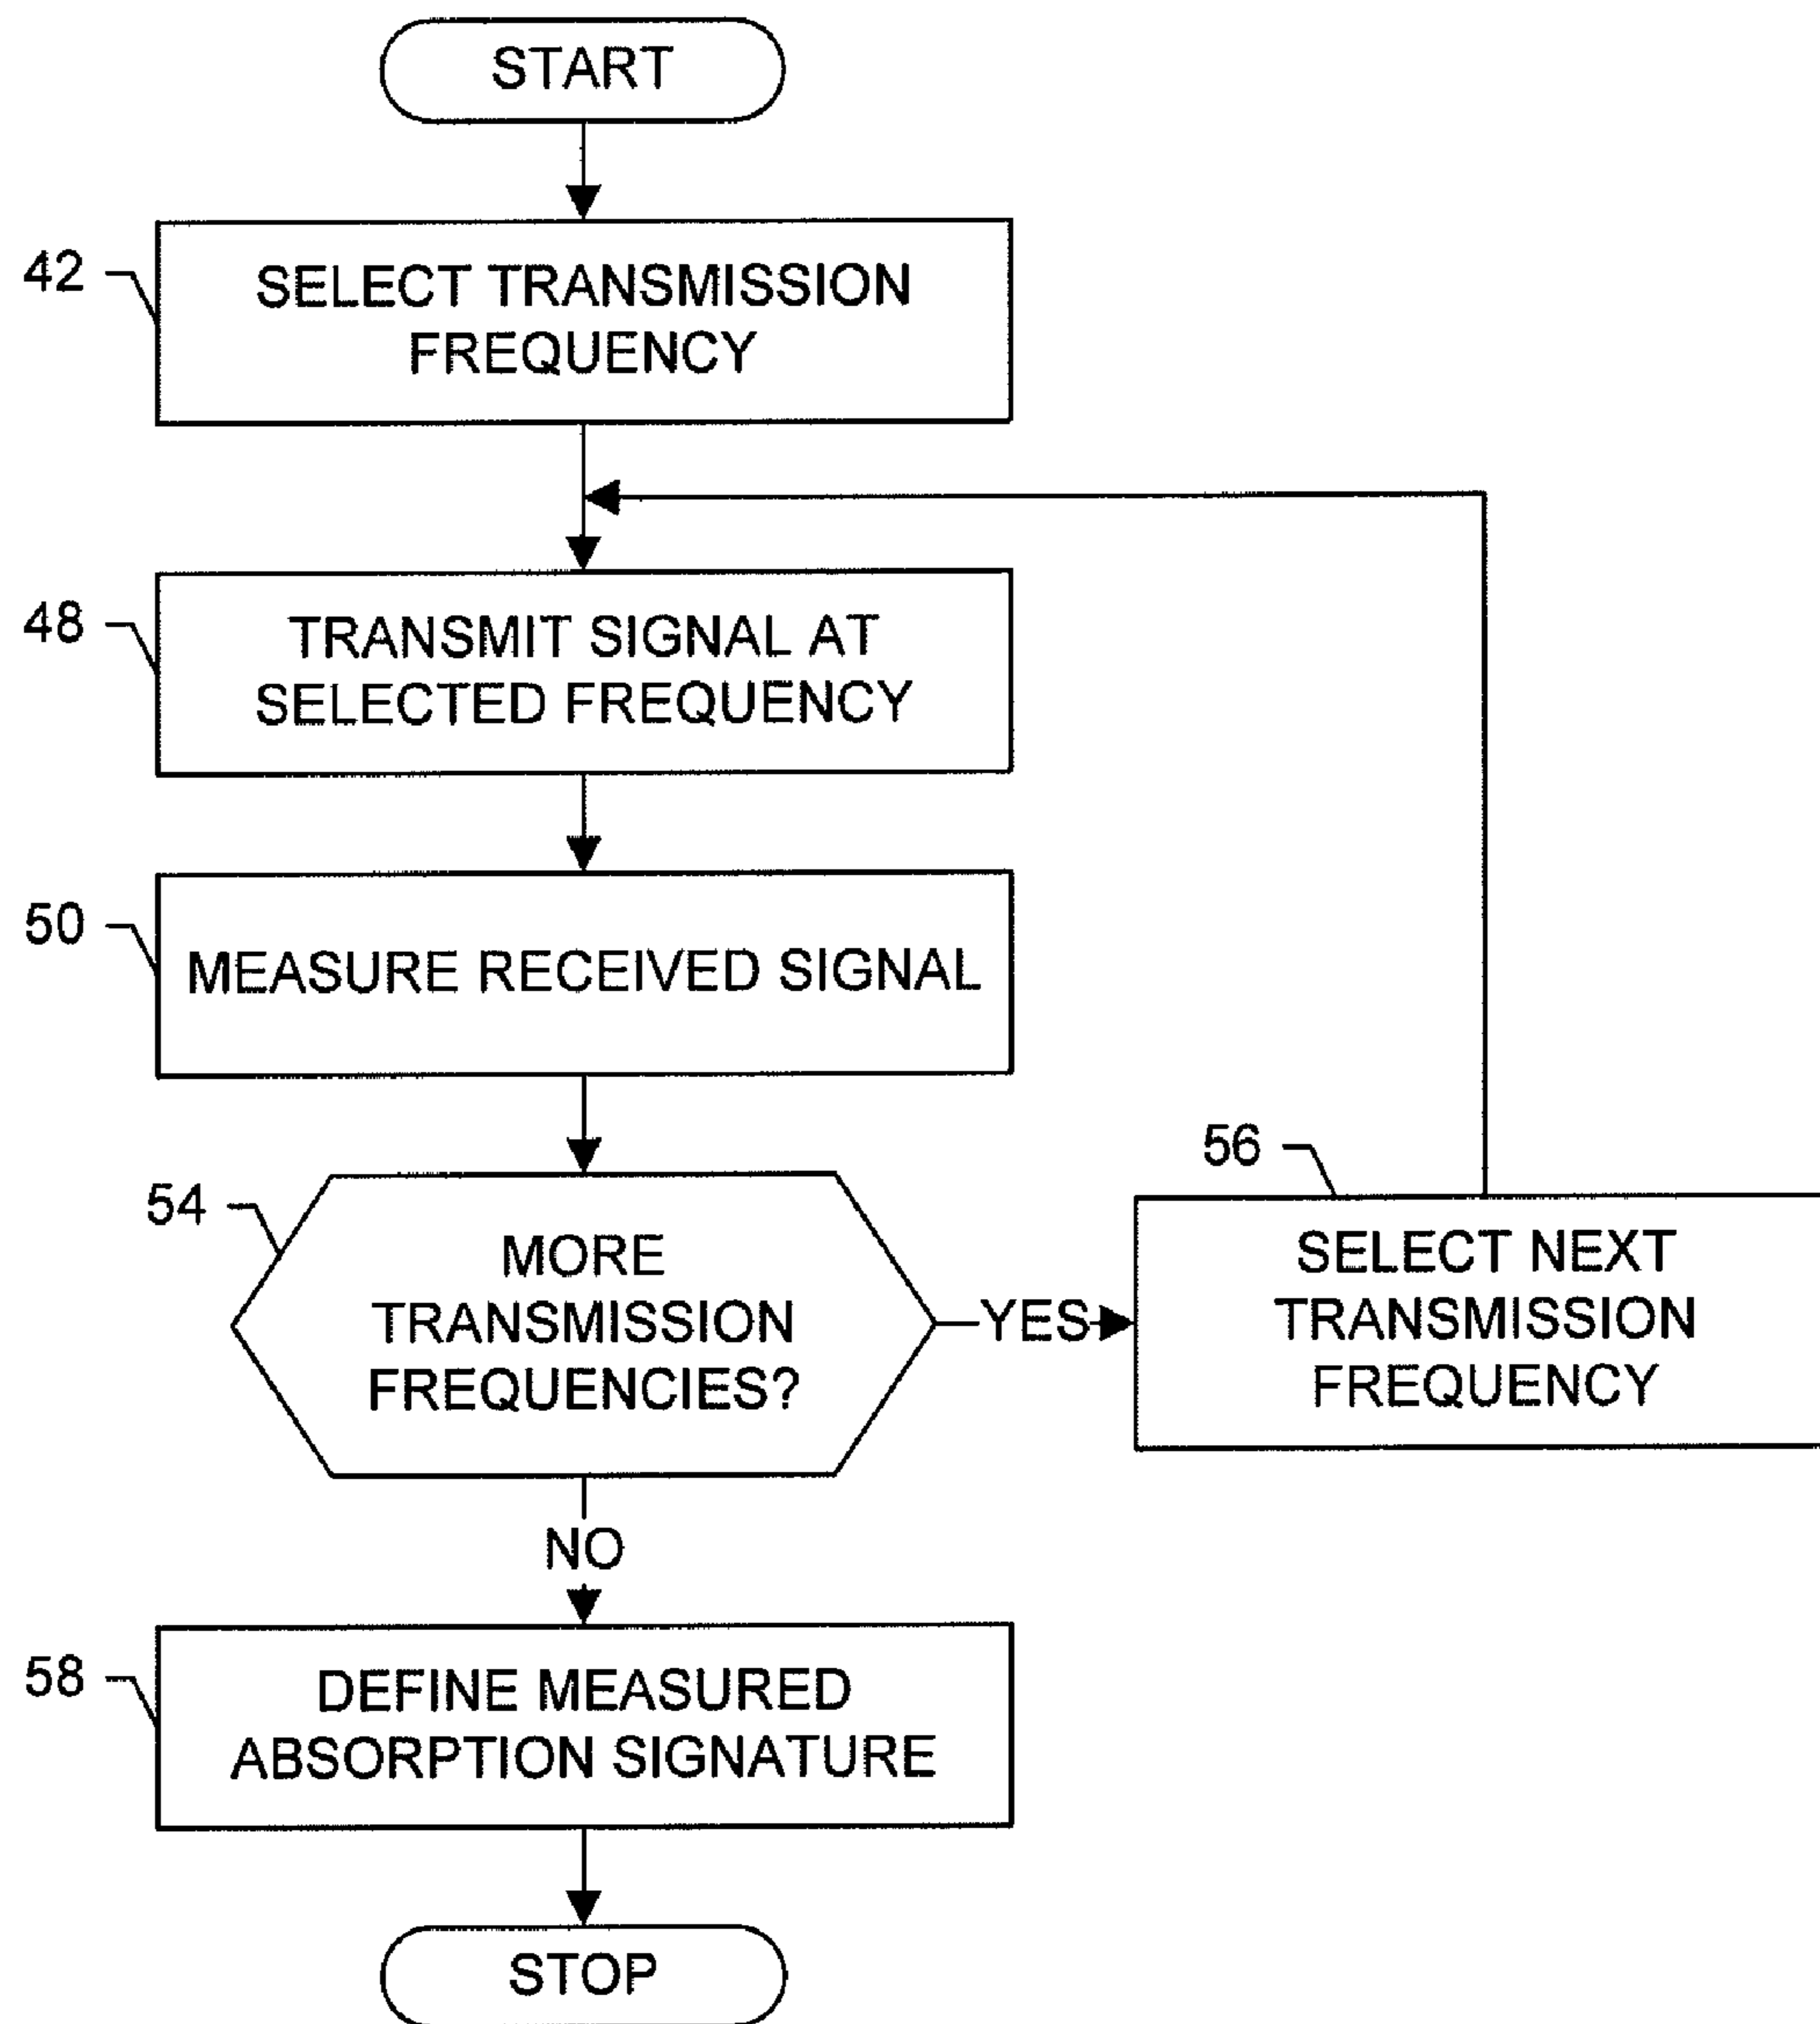 START
42
SELECT TRANSMISSION
FREQUENCY
48
TRANSMIT SIGNAL AT
SELECTED FREQUENCY
50
MEASURE RECEIVED SIGNAL
54
MORE
TRANSMISSION
FREQUENCIES?
YES
56
SELECT NEXT
TRANSMISSION
FREQUENCY
NO
58
DEFINE MEASURED
ABSORPTION SIGNATURE
STOP